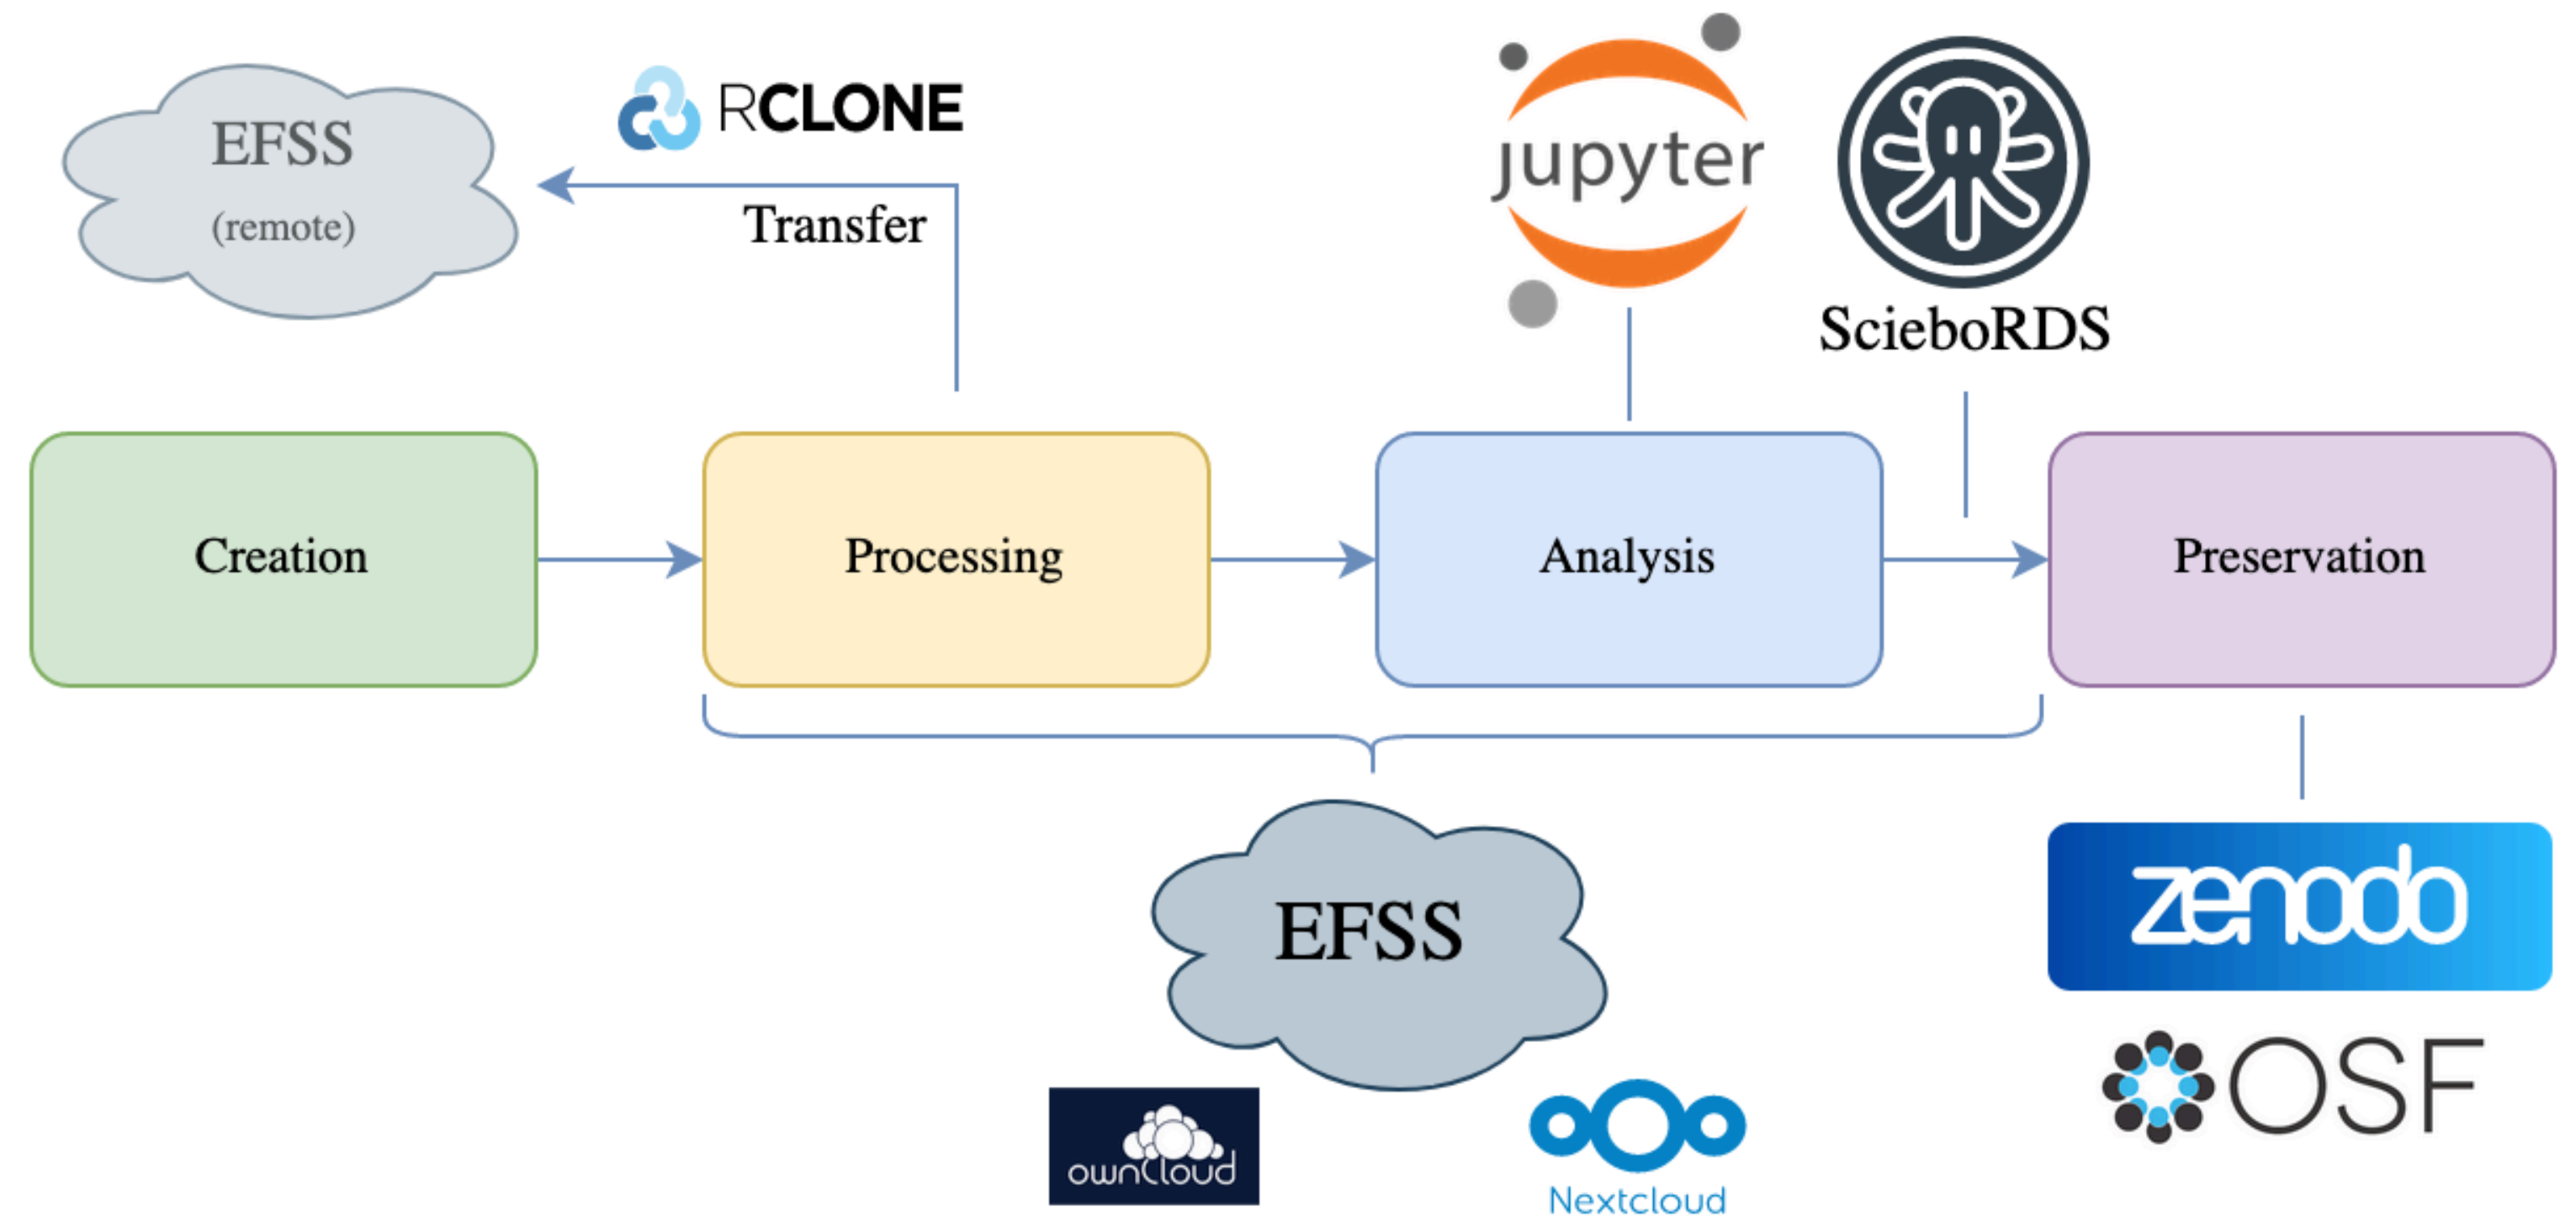 EFSS
(remote)
RCLONE
Transfer
jupyter
ScieboRDS
Creation
Processing
Analysis
Preservation
EFSS
ownCloud
Nextcloud
zenodo
OSF